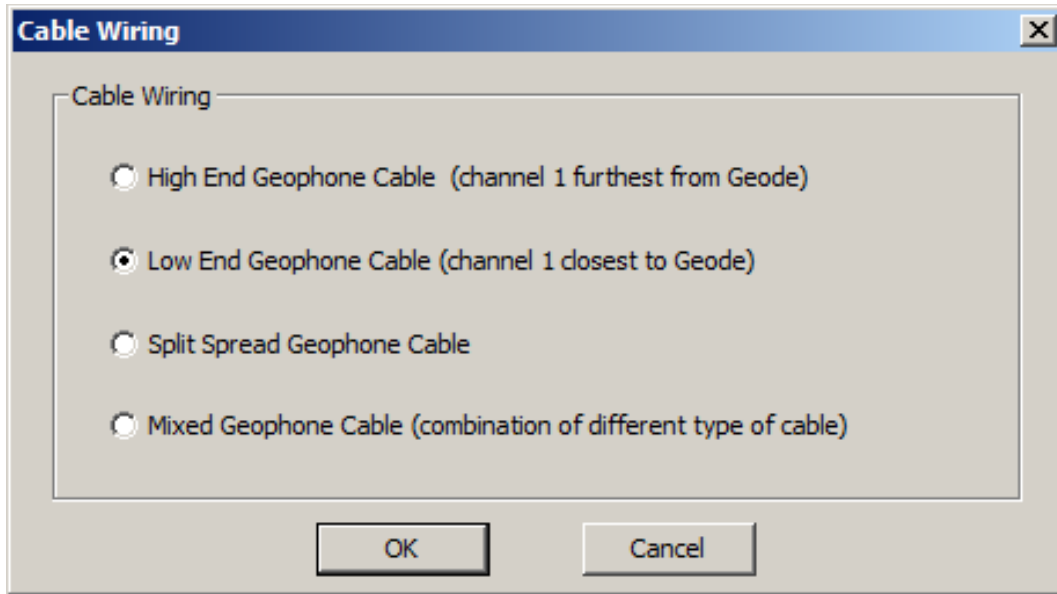 Cable Wiring
Cable Wiring
High End Geophone Cable  (channel 1 furthest from Geode)
Low End Geophone Cable (channel 1 closest to Geode)
Split Spread Geophone Cable
Mixed Geophone Cable (combination of different type of cable)
OK
Cancel